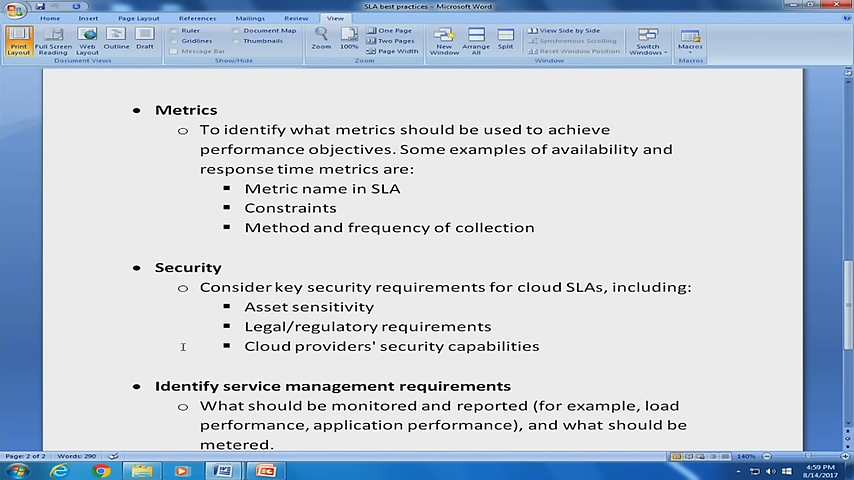 SLA best practices - Microsoft Word
Home Insert Page Layout References Mailings Review View
Print Layout
Full Screen Reading
Web Layout
Outline
Draft
Document Views
Ruler
Gridlines
Message Bar
Document Map
Thumbnails
Show/Hide
Zoom
100%
One Page
Two Pages
Page Width
Zoom
New Window
Arrange All
Split
View Side by Side
Synchronous Scrolling
Reset Window Position
Switch Windows
Window
Macros
Macros
• Metrics
○ To identify what metrics should be used to achieve
performance objectives. Some examples of availability and
response time metrics are:
▪ Metric name in SLA
▪ Constraints
▪ Method and frequency of collection
• Security
○ Consider key security requirements for cloud SLAs, including:
▪ Asset sensitivity
▪ Legal/regulatory requirements
▪ Cloud providers' security capabilities
• Identify service management requirements
○ What should be monitored and reported (for example, load
performance, application performance), and what should be
metered.
Page: 2 of 2 Words: 290 140%
4:59 PM
8/14/2017